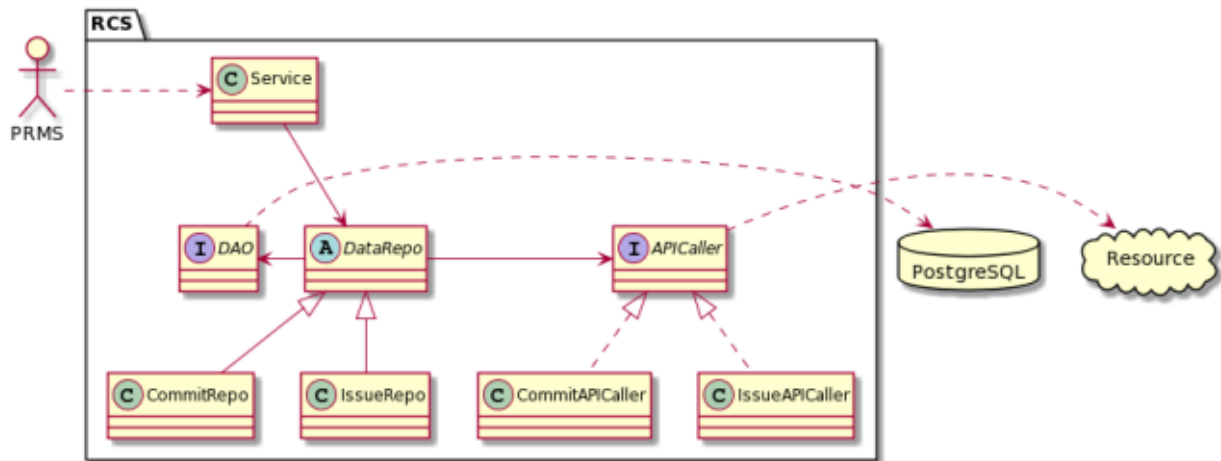 RCS
C Service
PRMS
I DAO
A DataRepo
I APICaller
PostgreSQL
Resource
C CommitRepo
C IssueRepo
C CommitAPICaller
C IssueAPICaller